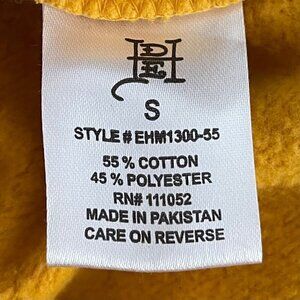 S
STYLE # EHM1300-55
55 % COTTON
45 % POLYESTER
RN# 111052
MADE IN PAKISTAN
CARE ON REVERSE